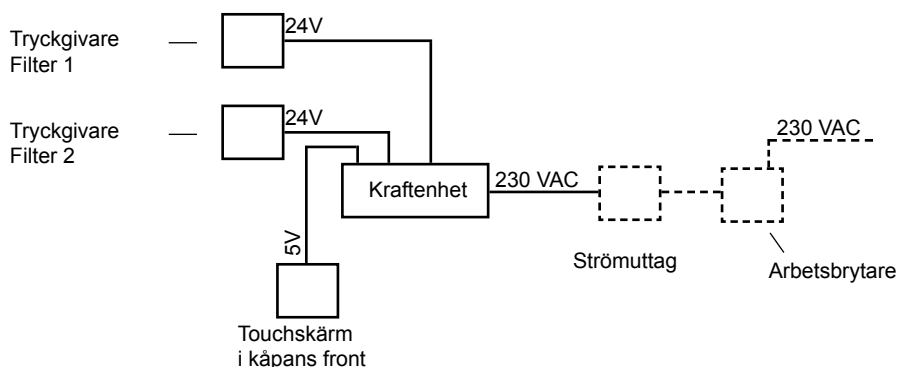 Tryckgivare
Filter 1
24V
Tryckgivare
Filter 2
24V
230 VAC
Kraftenhet
230 VAC
5V
Strömuttag
Arbetsbrytare
Touchskärm
i kåpans front